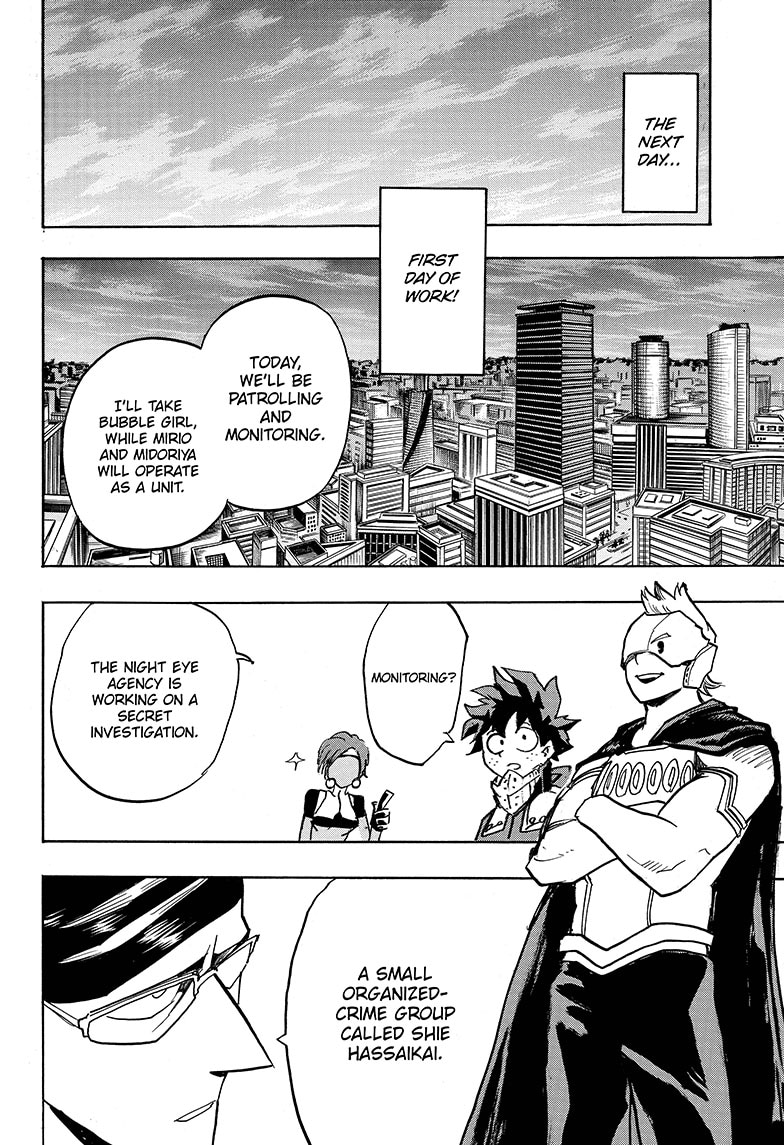 THE
NEXT
DAY...
FIRST
DAY OF
WORK!
TODAY,
WE'LL BE
PATROLLING
AND
MONITORING.
I'LL TAKE
BUBBLE GIRL,
WHILE MIRIO
AND MIDORIYA
WILL OPERATE
AS A UNIT.
MONITORING?
THE NIGHT EYE
AGENCY IS
WORKING ON A
SECRET
INVESTIGATION.
A SMALL
ORGANIZED-
CRIME GROUP
CALLED SHIE
HASSAIKAI.